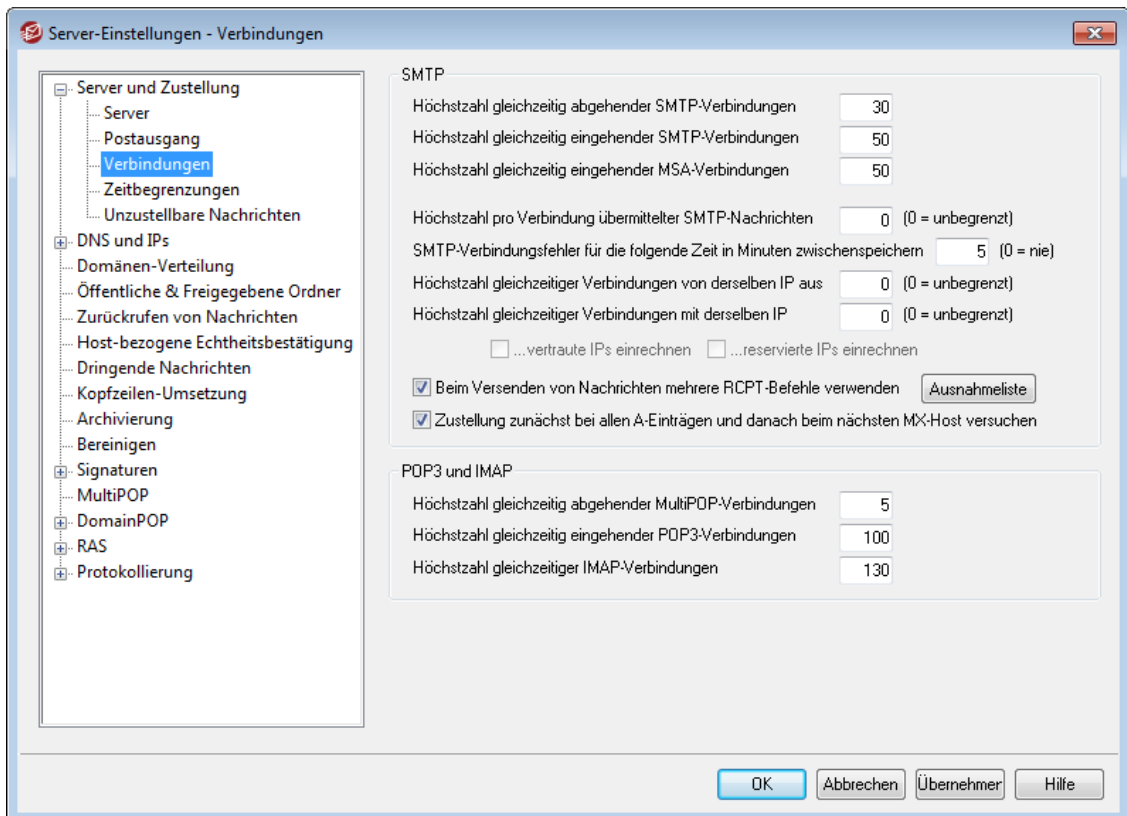 Server-Einstellungen - Verbindungen
Server und Zustellung
Server
Postausgang
Verbindungen
Zeitbegrenzungen
Unzustellbare Nachrichten
DNS und IPs
Domänen-Verteilung
Öffentliche & Freigegebene Ordner
Zurückrufen von Nachrichten
Host-bezogene Echtheitsbestätigung
Dringende Nachrichten
Kopfzeilen-Umsetzung
Archivierung
Bereinigen
Signaturen
MultiPOP
DomainPOP
RAS
Protokollierung
SMTP
Höchstzahl gleichzeitig abgehender SMTP-Verbindungen 30
Höchstzahl gleichzeitig eingehender SMTP-Verbindungen 50
Höchstzahl gleichzeitig eingehender MSA-Verbindungen 50
Höchstzahl pro Verbindung übermittelter SMTP-Nachrichten 0 (0 = unbegrenzt)
SMTP-Verbindungsfehler für die folgende Zeit in Minuten zwischenspeichern 5 (0 = nie)
Höchstzahl gleichzeitiger Verbindungen von derselben IP aus 0 (0 = unbegrenzt)
Höchstzahl gleichzeitiger Verbindungen mit derselben IP 0 (0 = unbegrenzt)
...vertraute IPs einrechnen ...reservierte IPs einrechnen
Beim Versenden von Nachrichten mehrere RCPT-Befehle verwenden Ausnahmeliste
Zustellung zunächst bei allen A-Einträgen und danach beim nächsten MX-Host versuchen
POP3 und IMAP
Höchstzahl gleichzeitig abgehender MultiPOP-Verbindungen 5
Höchstzahl gleichzeitig eingehender POP3-Verbindungen 100
Höchstzahl gleichzeitiger IMAP-Verbindungen 130
OK Abbrechen Übernehmer Hilfe